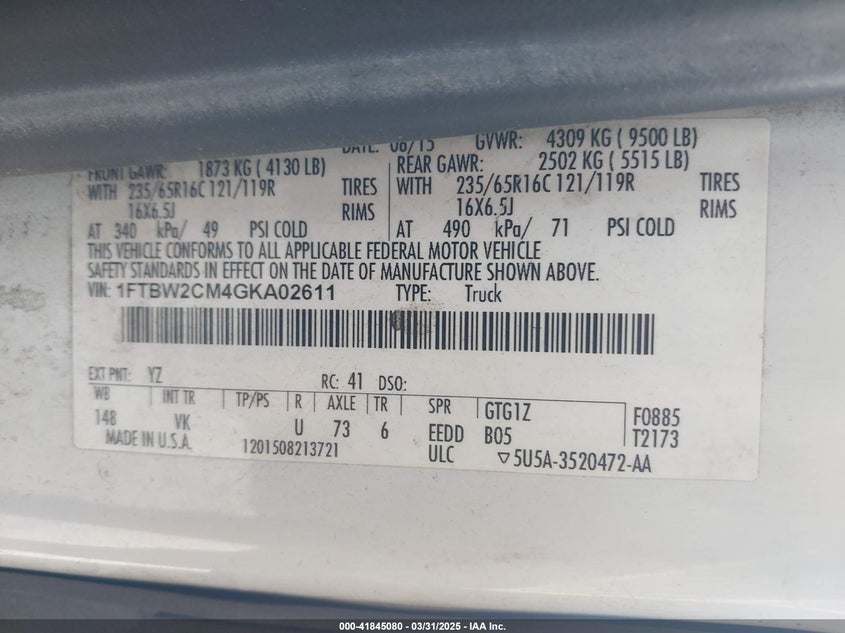 DATE: 08/15 GVWR: 4309 KG ( 9500 LB)
FRONT GAWR: 1873 KG ( 4130 LB) REAR GAWR: 2502 KG ( 5515 LB)
WITH 235/65R16C 121/119R TIRES WITH 235/65R16C 121/119R TIRES
16X6.5J RIMS 16X6.5J RIMS
AT 340 kPa/ 49 PSI COLD AT 490 kPa/ 71 PSI COLD
THIS VEHICLE CONFORMS TO ALL APPLICABLE FEDERAL MOTOR VEHICLE
SAFETY STANDARDS IN EFFECT ON THE DATE OF MANUFACTURE SHOWN ABOVE.
VIN: 1FTBW2CM4GKA02611 TYPE: Truck
EXT PNT: YZ RC: 41 DSO:
WB INT TR TP/PS R AXLE TR SPR GTG1Z F0885
148 VK U 73 6 EEDD B05 T2173
MADE IN U.S.A. 1201508213721 ULC ▽5U5A-3520472-AA
000-41845080 - 03/31/2025 - IAA Inc.